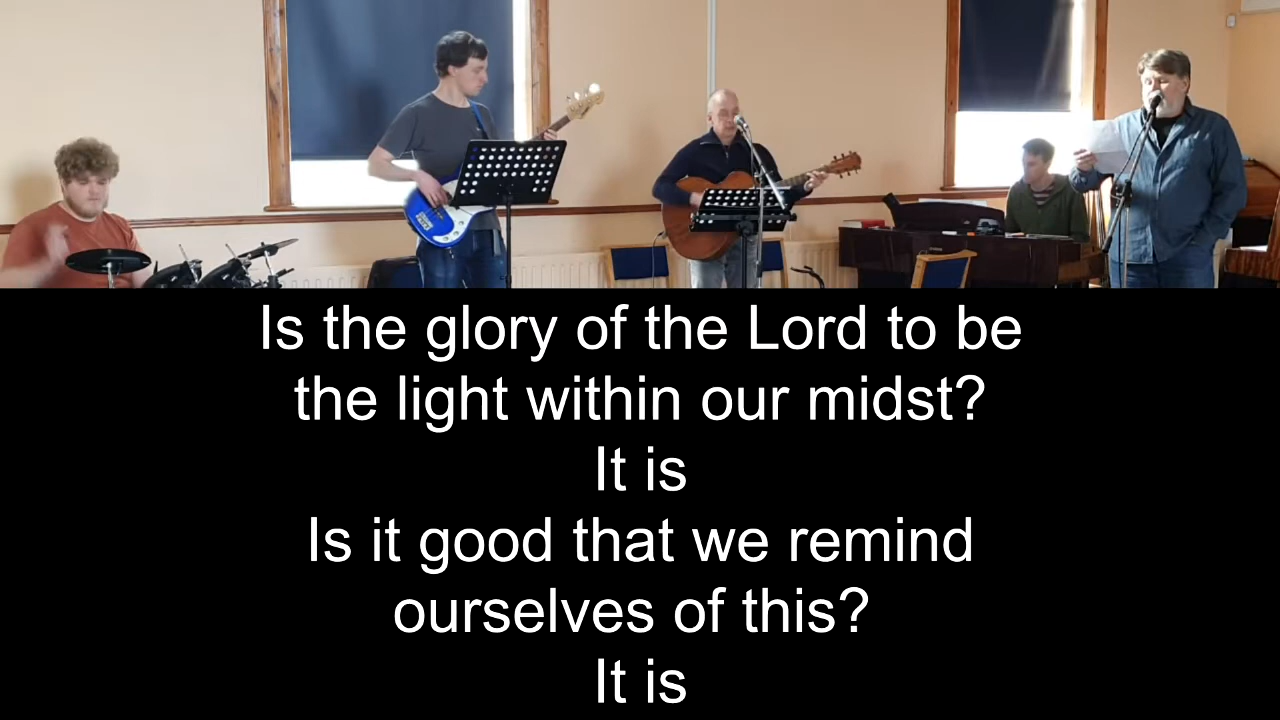 Is the glory of the Lord to be
the light within our midst?
It is
Is it good that we remind
ourselves of this?
It is